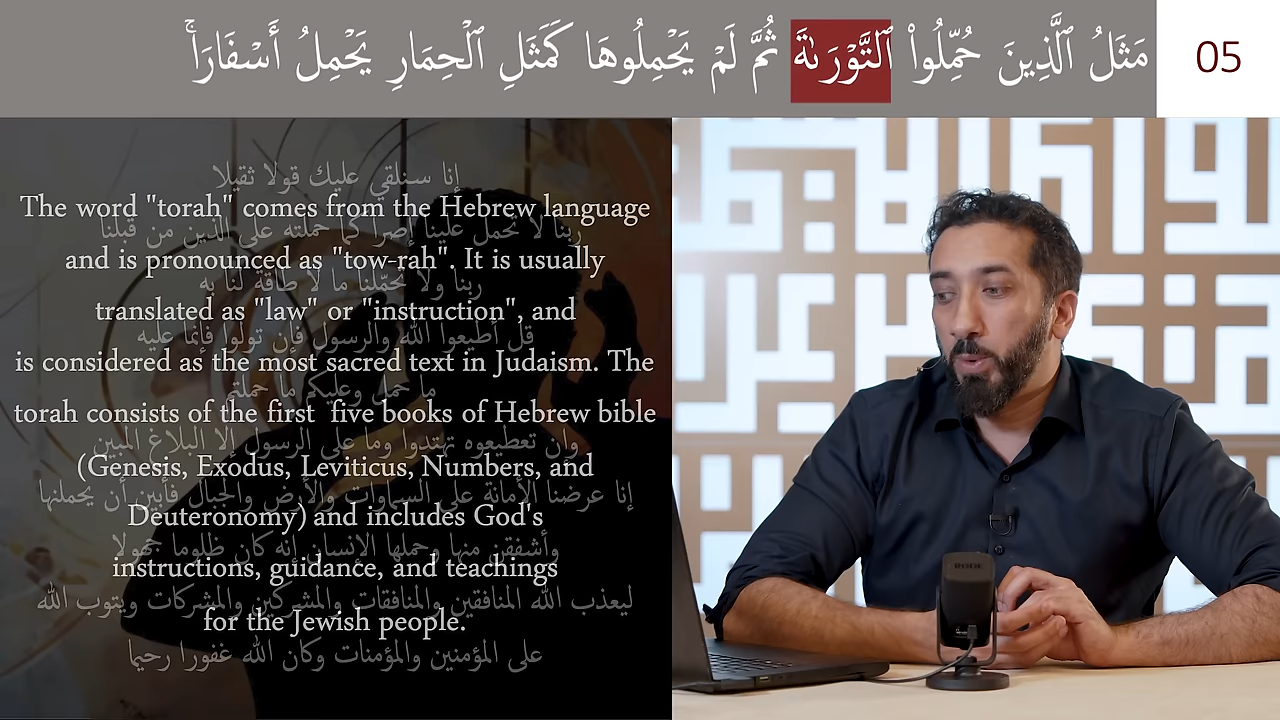 مَثَلُ ٱلَّذِينَ حُمِّلُوا۟ ٱلتَّوْرَىٰةَ ثُمَّ لَمْ يَحْمِلُوهَا كَمَثَلِ ٱلْحِمَارِ يَحْمِلُ أَسْفَارًۢا
05
إنا سنلقي عليك قولا ثقيلا
The word "torah" comes from the Hebrew language
ربنا لا تحمل علينا إصرا كما حملته على الذين من قبلنا
and is pronounced as "tow-rah". It is usually
ربنا ولا تحملنا ما لا طاقة لنا به
translated as "law" or "instruction", and
قل أطيعوا الله والرسول فإن تولوا فإنما عليه
is considered as the most sacred text in Judaism. The
ما حمل وعليكم ما حملتم
torah consists of the first five books of Hebrew bible
وان تعطيعوه تهتدوا وما على الرسول الا البلاغ المبين
(Genesis, Exodus, Leviticus, Numbers, and
إنا عرضنا الأمانة على السماوات والأرض والجبال فأبين أن يحملنها
Deuteronomy) and includes God's
وأشفقن منها وحملها الإنسان إنه كان ظلوما جهولا
instructions, guidance, and teachings
ليعذب الله المنافقين والمنافقات والمشركين والمشركات ويتوب الله
for the Jewish people.
على المؤمنين والمؤمنات وكان الله غفورا رحيما
RODE